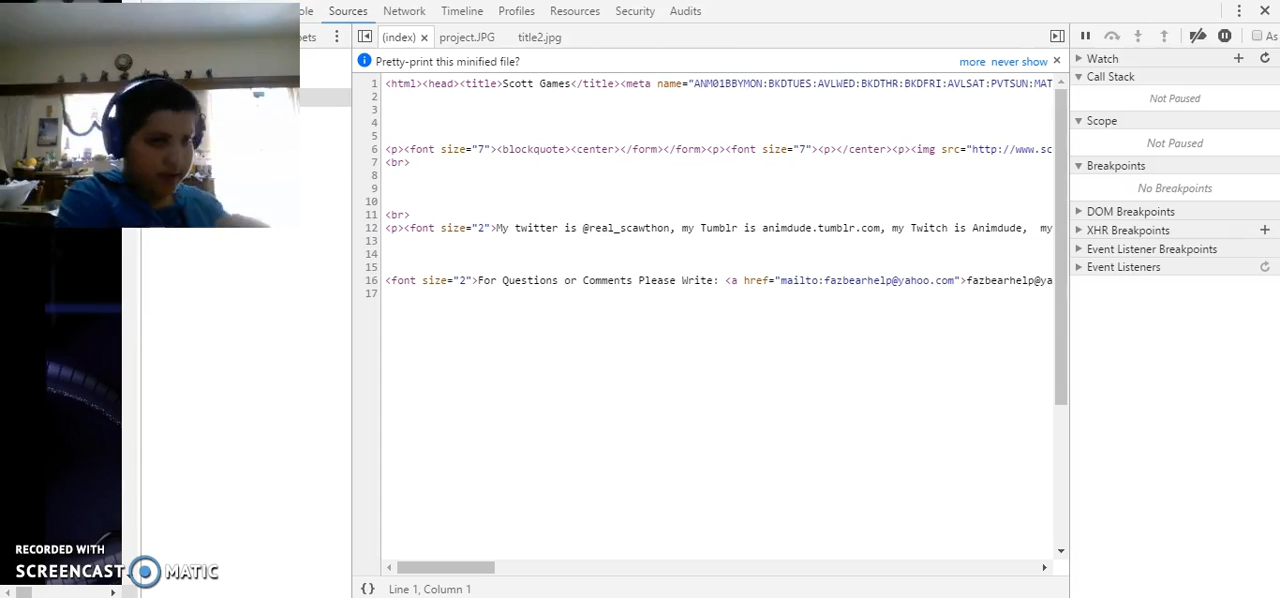 ole Sources Network Timeline Profiles Resources Security Audits
ets (index) × project.JPG title2.jpg As
Pretty-print this minified file? more never show ×
1 <html><head><title>Scott Games</title><meta name="ANM01BBYMON:BKDTUES:AVLWED:BKDTHR:BKDFRI:AVLSAT:PVTSUN:MAT
2
3
4
5
6 <p><font size="7"><blockquote><center></form></form><p><font size="7"><p></center><p><img src="http://www.sc
7 <br>
8
9
10
11 <br>
12 <p><font size="2">My twitter is @real_scawthon, my Tumblr is animdude.tumblr.com, my Twitch is Animdude, my
13
14
15
16 <font size="2">For Questions or Comments Please Write: <a href="mailto:fazbearhelp@yahoo.com">fazbearhelp@ya
17
{} Line 1, Column 1
Watch
Call Stack
Not Paused
Scope
Not Paused
Breakpoints
No Breakpoints
DOM Breakpoints
XHR Breakpoints
Event Listener Breakpoints
Event Listeners
RECORDED WITH
SCREENCAST MATIC